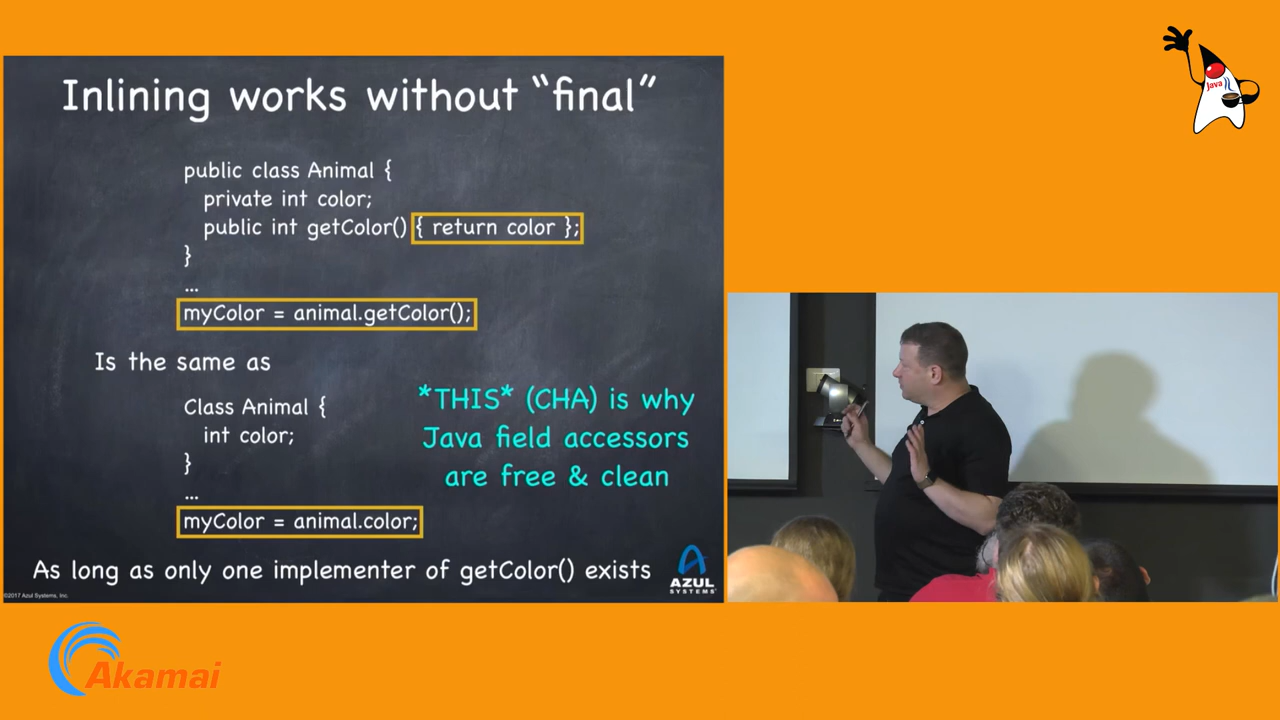 Inlining works without “final”
public class Animal {
private int color;
public int getColor() { return color };
}
...
myColor = animal.getColor();
Is the same as
Class Animal {
int color;
}
...
myColor = animal.color;
*THIS* (CHA) is why
Java field accessors
are free & clean
As long as only one implementer of getColor() exists
AZUL
SYSTEMS
©2017 Azul Systems, Inc.
Java
Akamai